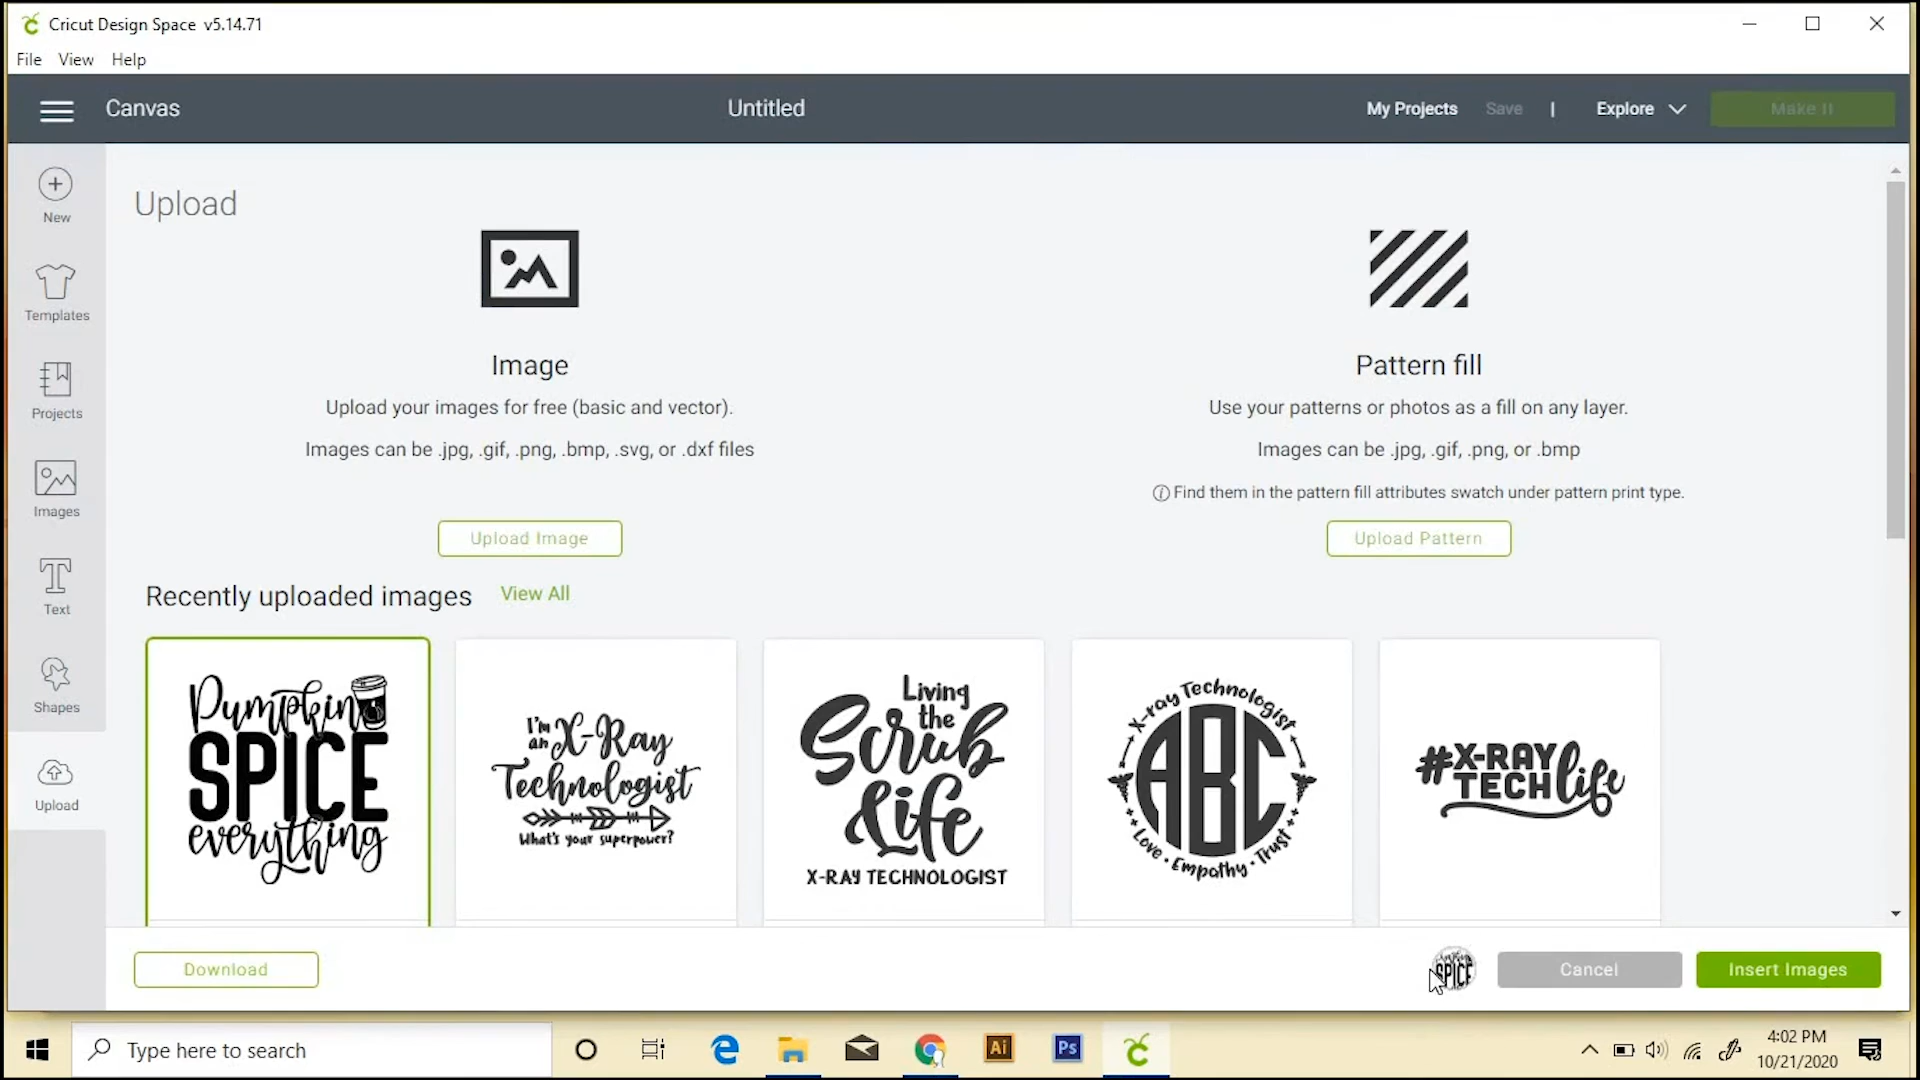 Cricut Design Space v5.14.71
File View Help
Canvas
Untitled
My Projects Save | Explore
Make It
New
Templates
Projects
Images
Text
Shapes
Upload
Upload
Image
Upload your images for free (basic and vector).
Images can be .jpg, .gif, .png, .bmp, .svg, or .dxf files
Upload Image
Pattern fill
Use your patterns or photos as a fill on any layer.
Images can be .jpg, .gif, .png, or .bmp
Find them in the pattern fill attributes swatch under pattern print type.
Upload Pattern
Recently uploaded images View All
Pumpkin
SPICE
everything
I'm
an X-Ray
Technologist
What's your superpower?
Living
the
Scrub
Life
X-RAY TECHNOLOGIST
X-ray Technologist
ABC
Love • Empathy • Trust
#X-RAY
TECH life
Download
SPICE
Cancel
Insert Images
Type here to search
Ai
Ps
4:02 PM
10/21/2020